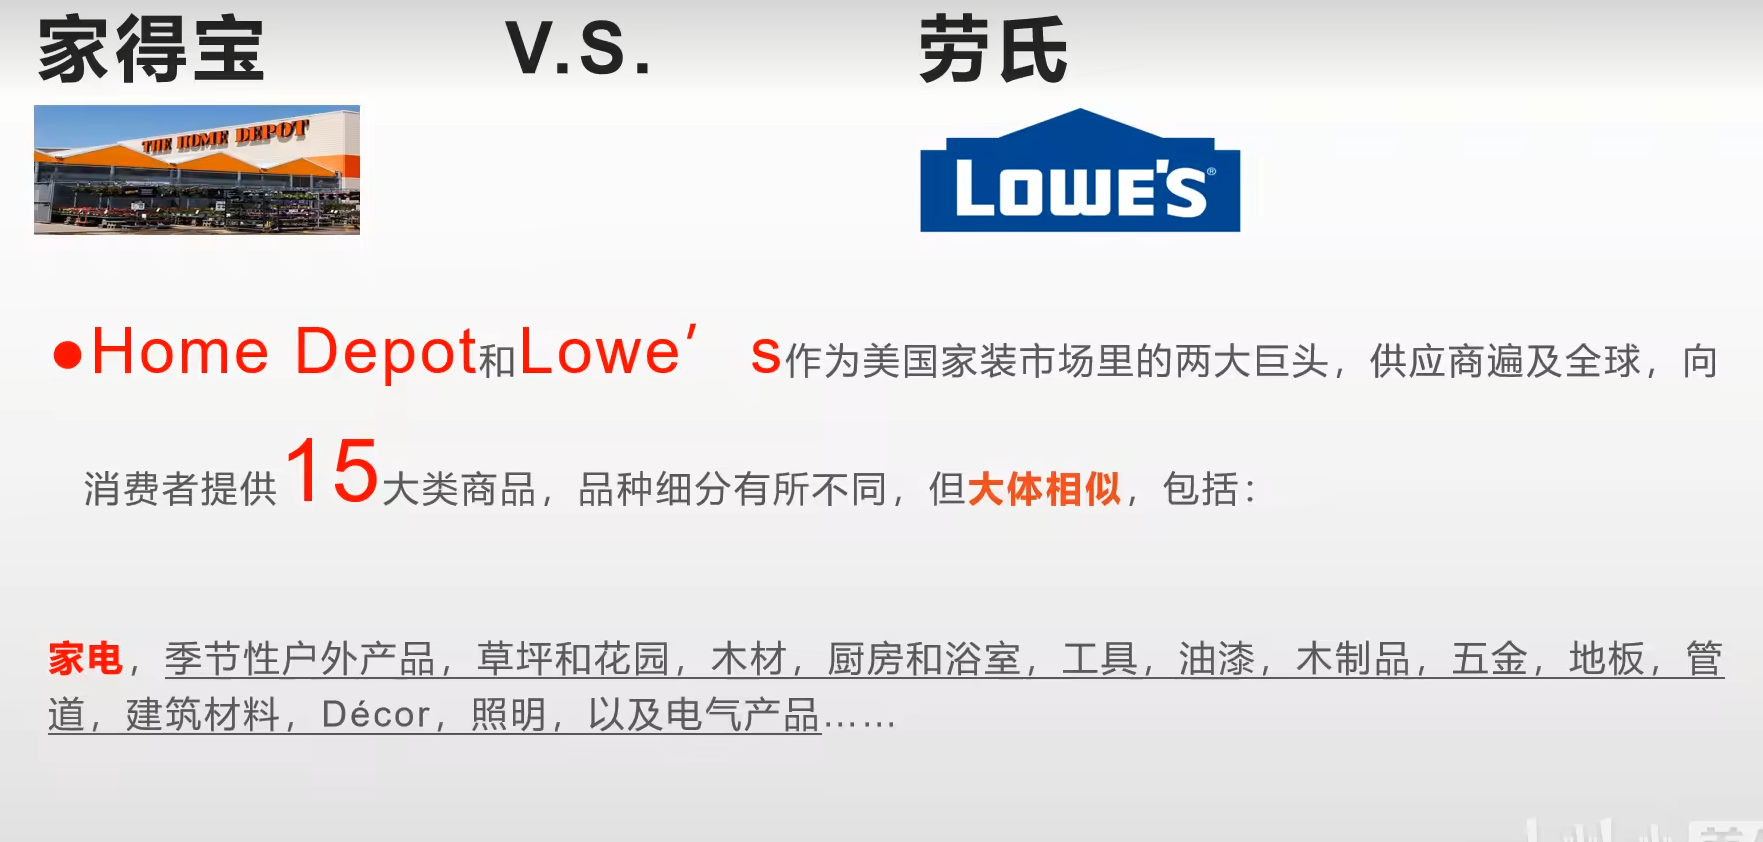 家得宝 V.S. 劳氏
THE HOME DEPOT
LOWE'S®
●Home Depot和Lowe’ s作为美国家装市场里的两大巨头，供应商遍及全球，向
消费者提供15大类商品，品种细分有所不同，但大体相似，包括：
家电，季节性户外产品，草坪和花园，木材，厨房和浴室，工具，油漆，木制品，五金，地板，管
道，建筑材料，Décor，照明，以及电气产品……